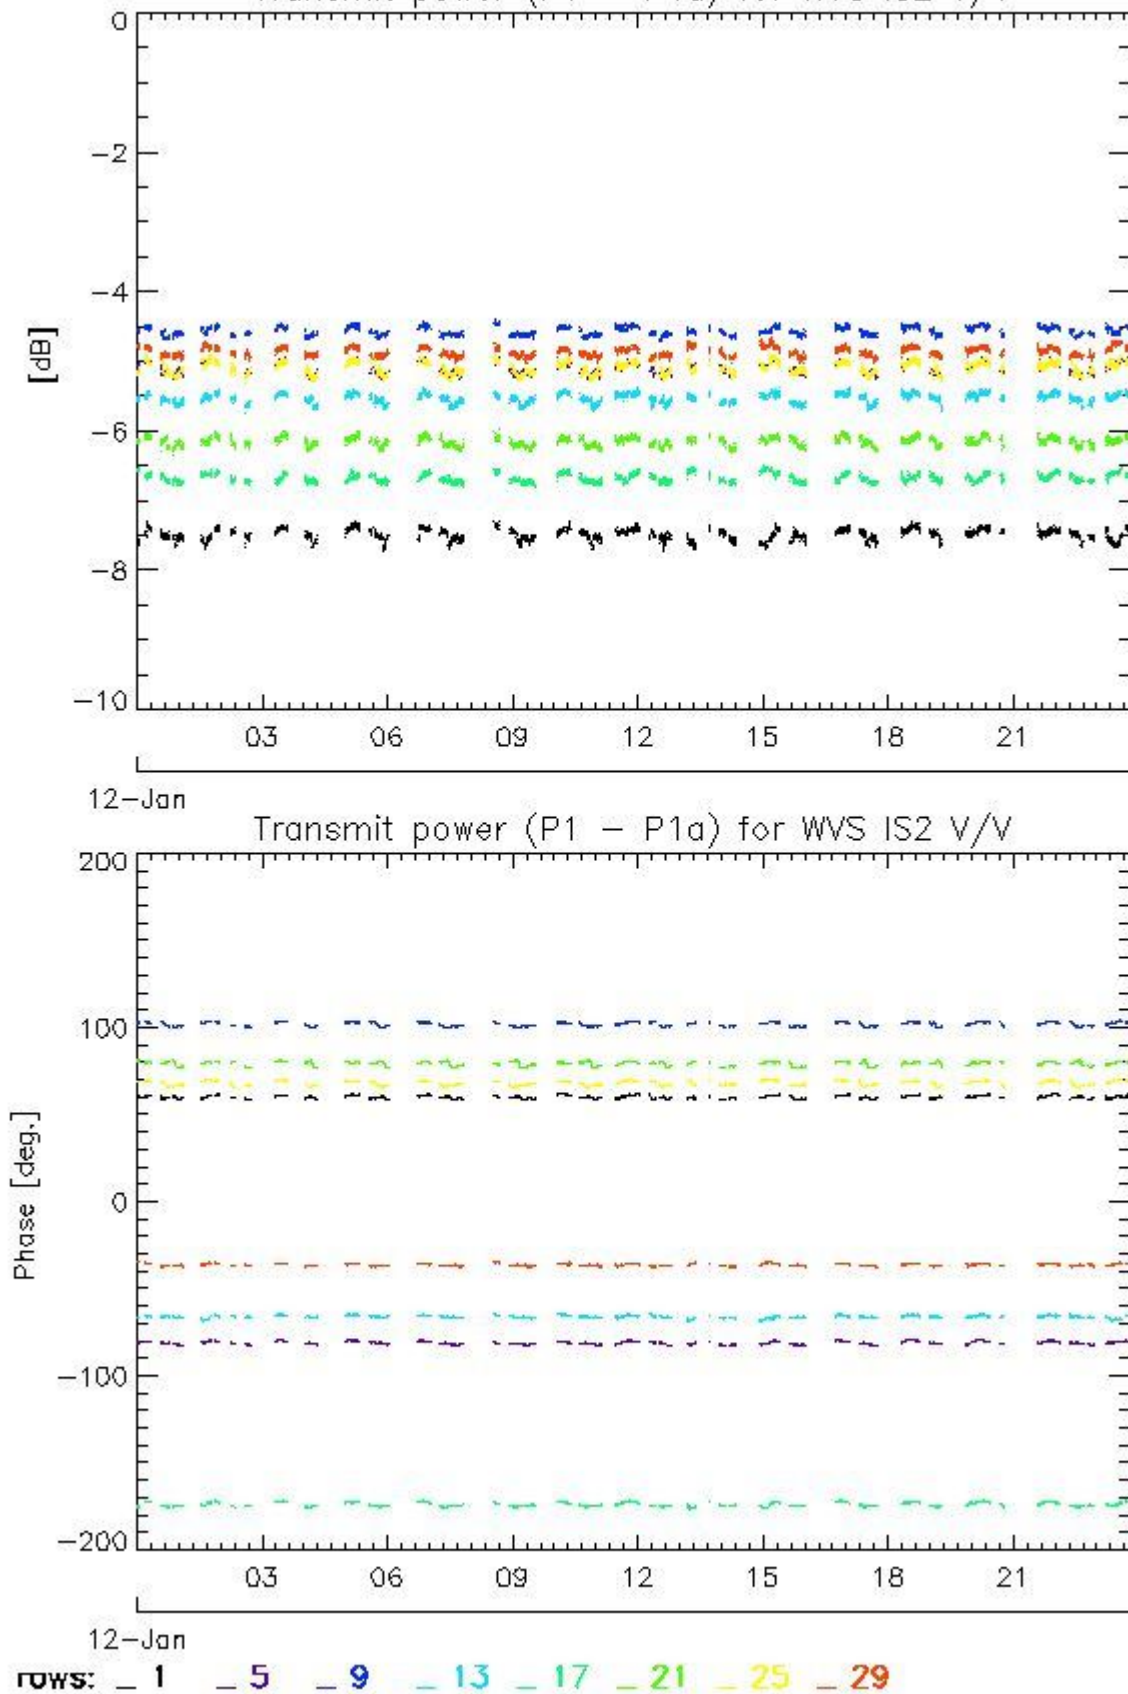 0
-2
-4
[dB]
-6
-8
-10
03 06 09 12 15 18 21
12-Jan
Transmit power (P1 - P1a) for WVS IS2 V/V
200
100
0
Phase [deg.]
-100
-200
03 06 09 12 15 18 21
12-Jan
rows: _ 1 _ 5 _ 9 _ 13 _ 17 _ 21 _ 25 _ 29